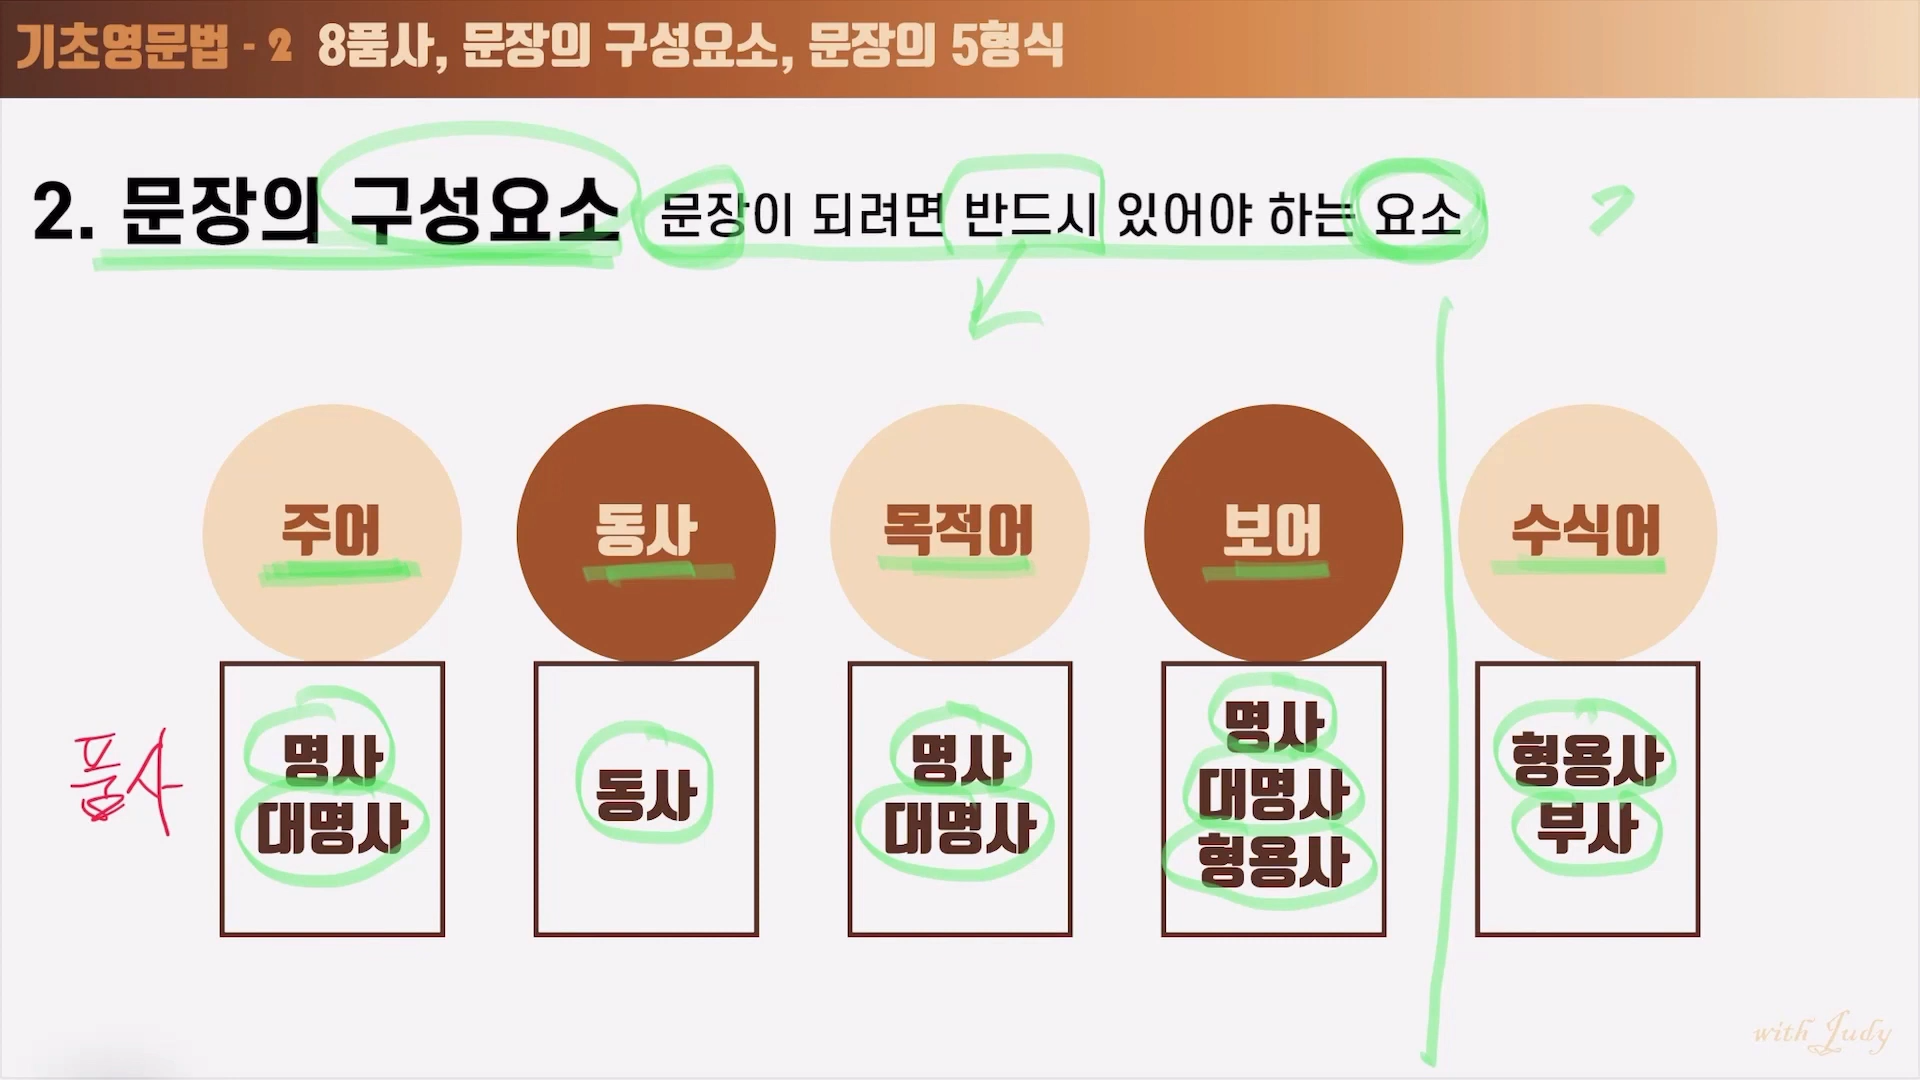 기초영문법 - 2 8품사, 문장의 구성요소, 문장의 5형식
2. 문장의 구성요소 문장이 되려면 반드시 있어야 하는 요소
주어
동사
목적어
보어
수식어
품사
명사
대명사
동사
명사
대명사
명사
대명사
형용사
형용사
부사
with Judy